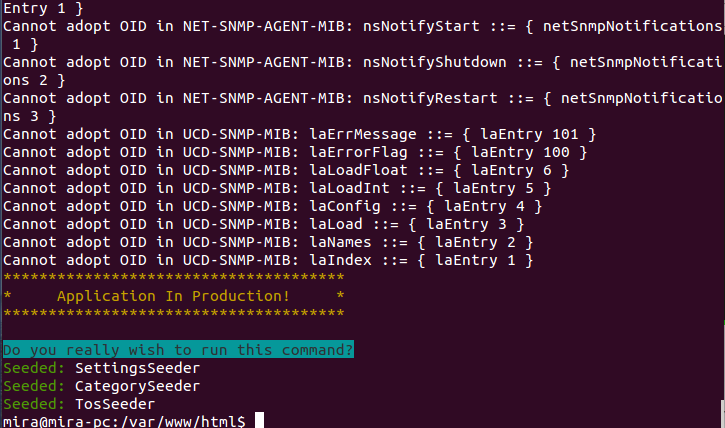 Entry 1 }
Cannot adopt OID in NET-SNMP-AGENT-MIB: nsNotifyStart ::= { netSnmpNotifications
 1 }
Cannot adopt OID in NET-SNMP-AGENT-MIB: nsNotifyShutdown ::= { netSnmpNotificati
ons 2 }
Cannot adopt OID in NET-SNMP-AGENT-MIB: nsNotifyRestart ::= { netSnmpNotificatio
ns 3 }
Cannot adopt OID in UCD-SNMP-MIB: laErrMessage ::= { laEntry 101 }
Cannot adopt OID in UCD-SNMP-MIB: laErrorFlag ::= { laEntry 100 }
Cannot adopt OID in UCD-SNMP-MIB: laLoadFloat ::= { laEntry 6 }
Cannot adopt OID in UCD-SNMP-MIB: laLoadInt ::= { laEntry 5 }
Cannot adopt OID in UCD-SNMP-MIB: laConfig ::= { laEntry 4 }
Cannot adopt OID in UCD-SNMP-MIB: laLoad ::= { laEntry 3 }
Cannot adopt OID in UCD-SNMP-MIB: laNames ::= { laEntry 2 }
Cannot adopt OID in UCD-SNMP-MIB: laIndex ::= { laEntry 1 }
**************************************
*     Application In Production!     *
**************************************
Do you really wish to run this command?
Seeded: SettingsSeeder
Seeded: CategorySeeder
Seeded: TosSeeder
mira@mira-pc:/var/www/html$